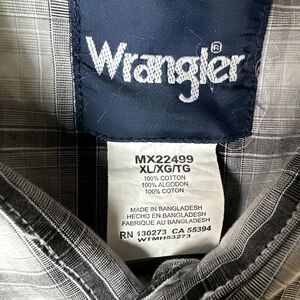 Wrangler®
MX22499
XL/XG/TG
100% COTTON
100% ALGODON
100% COTON
MADE IN BANGLADESH
HECHO EN BANGLADESH
FABRIQUE AU BANGLADESH
RN 130273 CA 55394
WTMH53273